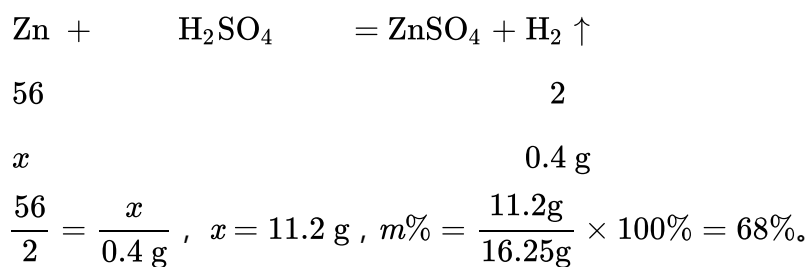 Zn + H₂SO₄ = ZnSO₄ + H₂ ↑
56 2
x 0.4 g
56/2 = x/0.4 g , x = 11.2 g , m% = 11.2g/16.25g × 100% = 68%。